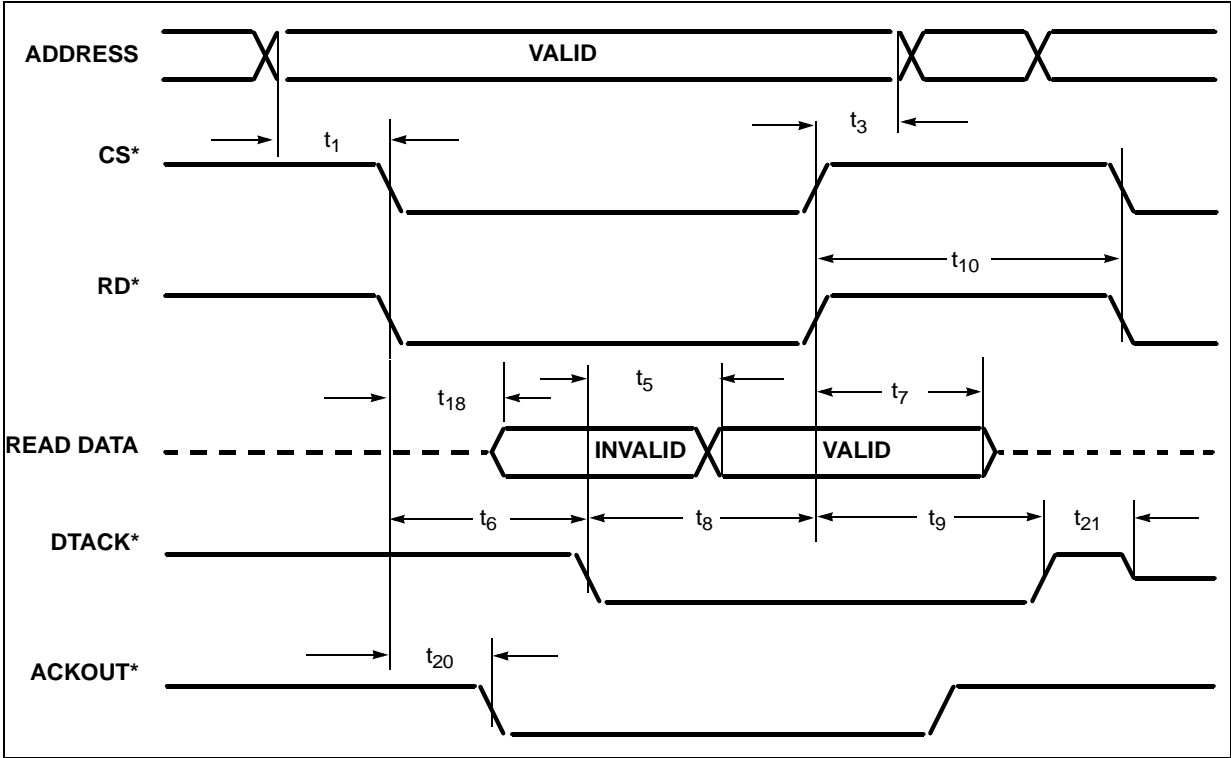 ADDRESS
VALID
t3
t1
CS*
t10
RD*
t5
t7
t18
READ DATA
INVALID
VALID
t6
t8
t9
t21
DTACK*
t20
ACKOUT*